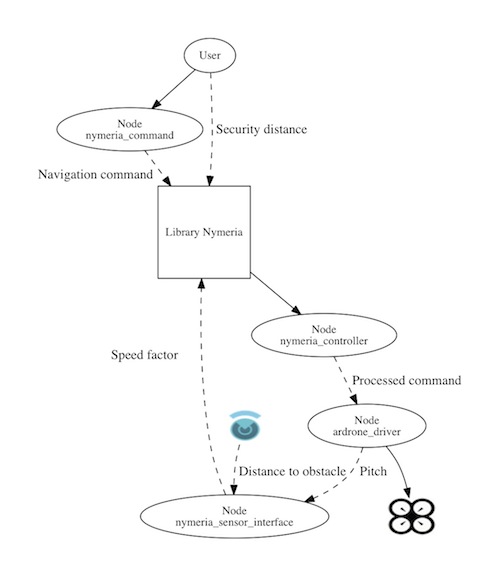 User
Node
nymeria_command
Security distance
Navigation command
Library Nymeria
Node
nymeria_controller
Speed factor
Processed command
Node
ardrone_driver
Distance to obstacle
Pitch
Node
nymeria_sensor_interface